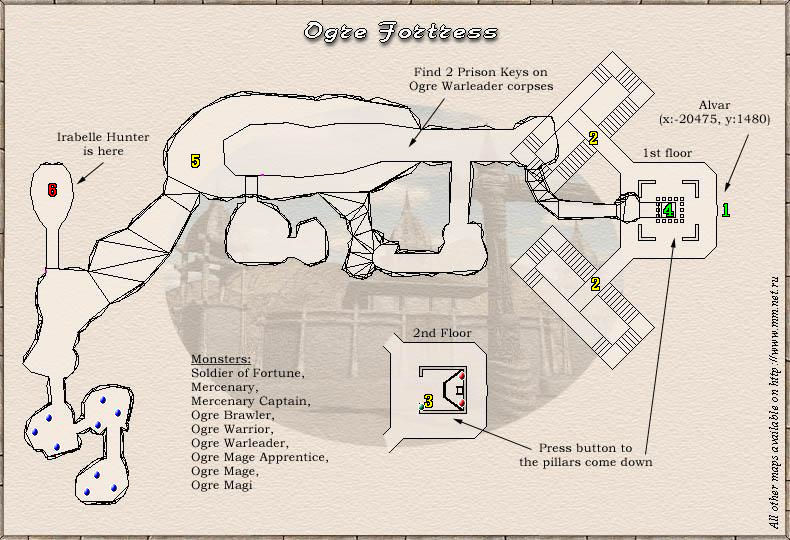 Ogre Fortress
Find 2 Prison Keys on
Ogre Warleader corpses
Alvar
(x:-20475, y:1480)
Irabelle Hunter
is here
1st floor
2
5
6
4
1
2
2nd Floor
3
Monsters:
Soldier of Fortune,
Mercenary,
Mercenary Captain,
Ogre Brawler,
Ogre Warrior,
Ogre Warleader,
Ogre Mage Apprentice,
Ogre Mage,
Ogre Magi
Press button to
the pillars come down
All other maps available on http://www.mm.net.ru